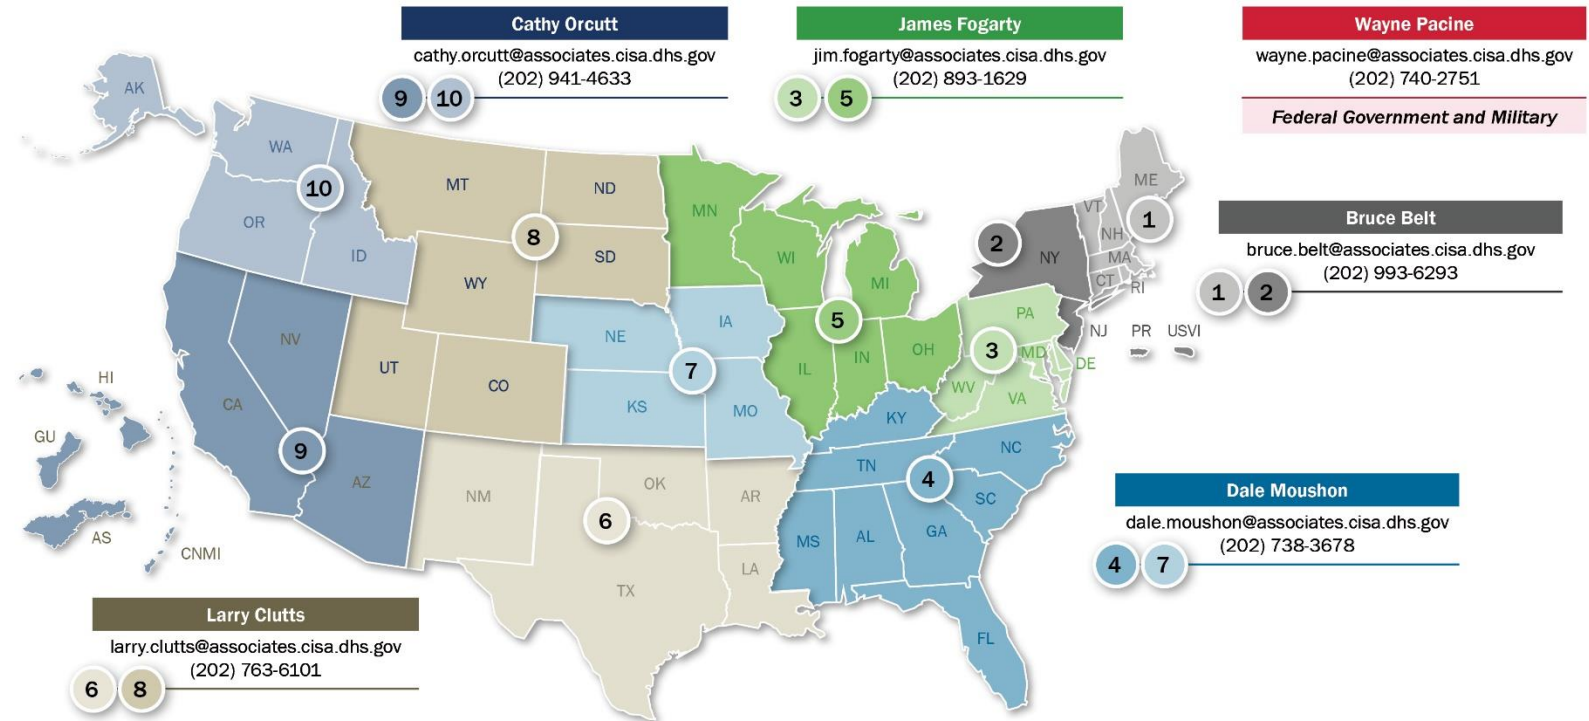 Cathy Orcutt
cathy.orcutt@associates.cisa.dhs.gov
(202) 941-4633
9 10
James Fogarty
jim.fogarty@associates.cisa.dhs.gov
(202) 893-1629
3 5
Wayne Pacine
wayne.pacine@associates.cisa.dhs.gov
(202) 740-2751
Federal Government and Military
Bruce Belt
bruce.belt@associates.cisa.dhs.gov
(202) 993-6293
1 2
AK
WA
10
OR
ID
MT
ND
8
SD
WY
UT
CO
MN
WI
MI
5
IL
IN
OH
NE
IA
7
KS
MO
ME
VT
1
NH
2
NY
MA
CT
RI
NJ
PR
USVI
PA
3
MD
DE
WV
VA
NV
CA
9
AZ
HI
GU
AS
CNMI
KY
NC
TN
4
SC
MS
AL
GA
FL
NM
OK
AR
6
TX
LA
Dale Moushon
dale.moushon@associates.cisa.dhs.gov
(202) 738-3678
4 7
Larry Clutts
larry.clutts@associates.cisa.dhs.gov
(202) 763-6101
6 8